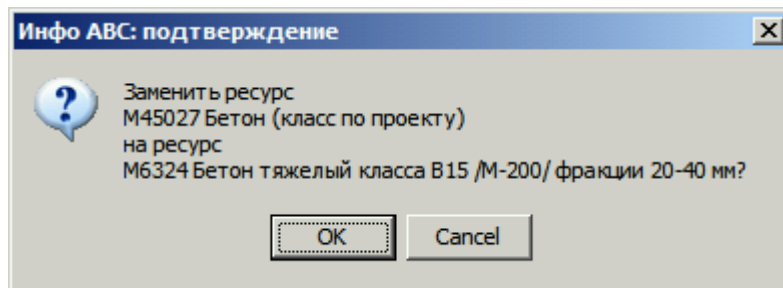 Инфо АВС: подтверждение
Заменить ресурс
М45027 Бетон (класс по проекту)
на ресурс
М6324 Бетон тяжелый класса В15 /М-200/ фракции 20-40 мм?
OK
Cancel